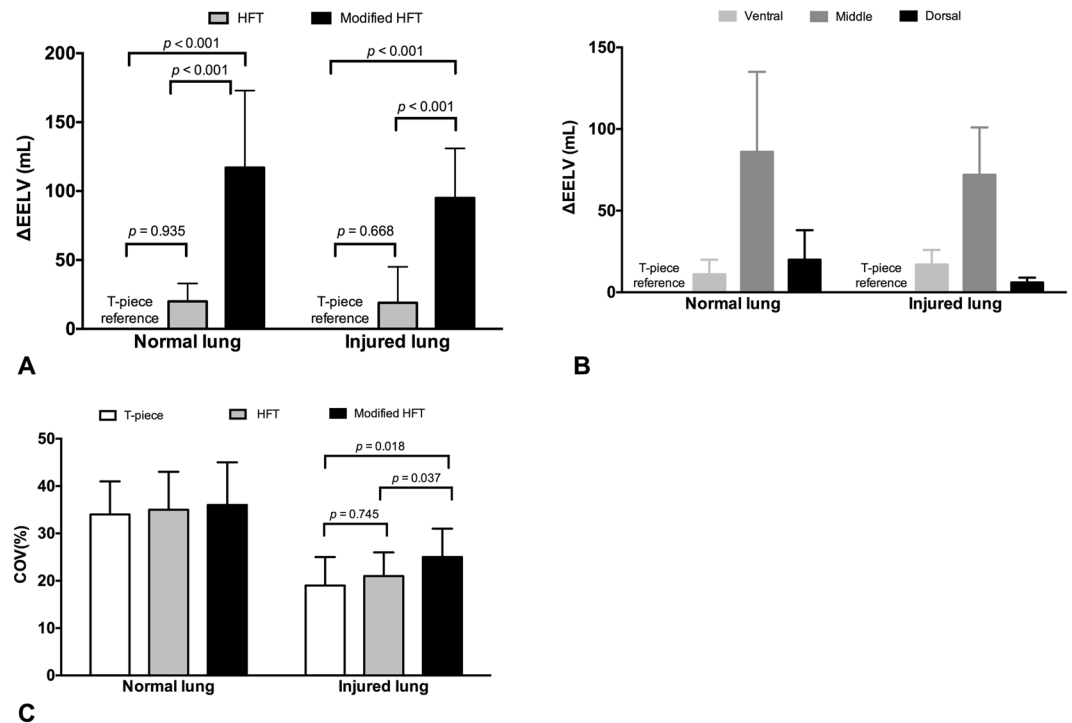 HFT
Modified HFT
ΔEELV (mL)
200
150
100
50
0
p < 0.001
p < 0.001
p = 0.935
T-piece
reference
p < 0.001
p < 0.001
p = 0.668
T-piece
reference
Normal lung
Injured lung
A
Ventral
Middle
Dorsal
ΔEELV (mL)
150
100
50
0
T-piece
reference
T-piece
reference
Normal lung
Injured lung
B
T-piece
HFT
Modified HFT
COV(%)
50
40
30
20
10
0
p = 0.018
p = 0.037
p = 0.745
Normal lung
Injured lung
C